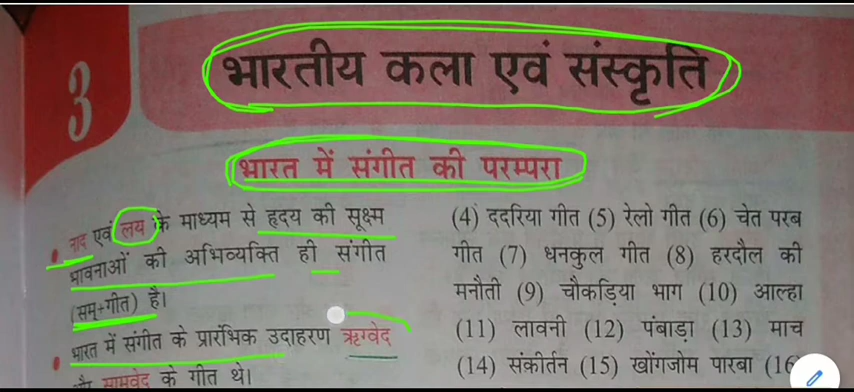 3
भारतीय कला एवं संस्कृति
भारत में संगीत की परम्परा
नाद एवं लय के माध्यम से हृदय की सूक्ष्म
भावनाओं की अभिव्यक्ति ही संगीत
(सम्+गीत) है।
भारत में संगीत के प्रारंभिक उदाहरण ऋग्वेद
और सामवेद के गीत थे।
(4) ददरिया गीत (5) रेलो गीत (6) चेत परब
गीत (7) धनकुल गीत (8) हरदौल की
मनौती (9) चौकड़िया भाग (10) आल्हा
(11) लावनी (12) पंबाड़ा (13) माच
(14) संकीर्तन (15) खोंगजोम पारबा (16